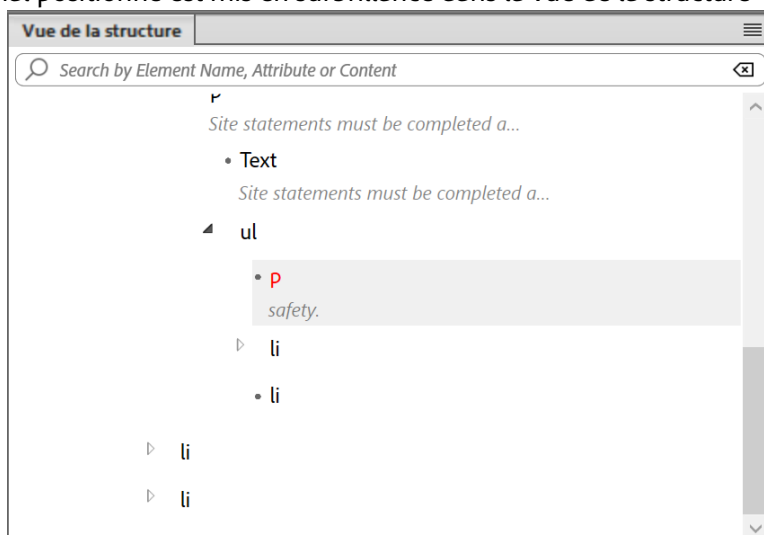 Vue de la structure
Search by Element Name, Attribute or Content
p
Site statements must be completed a...
Text
Site statements must be completed a...
ul
p
safety.
li
li
li
li